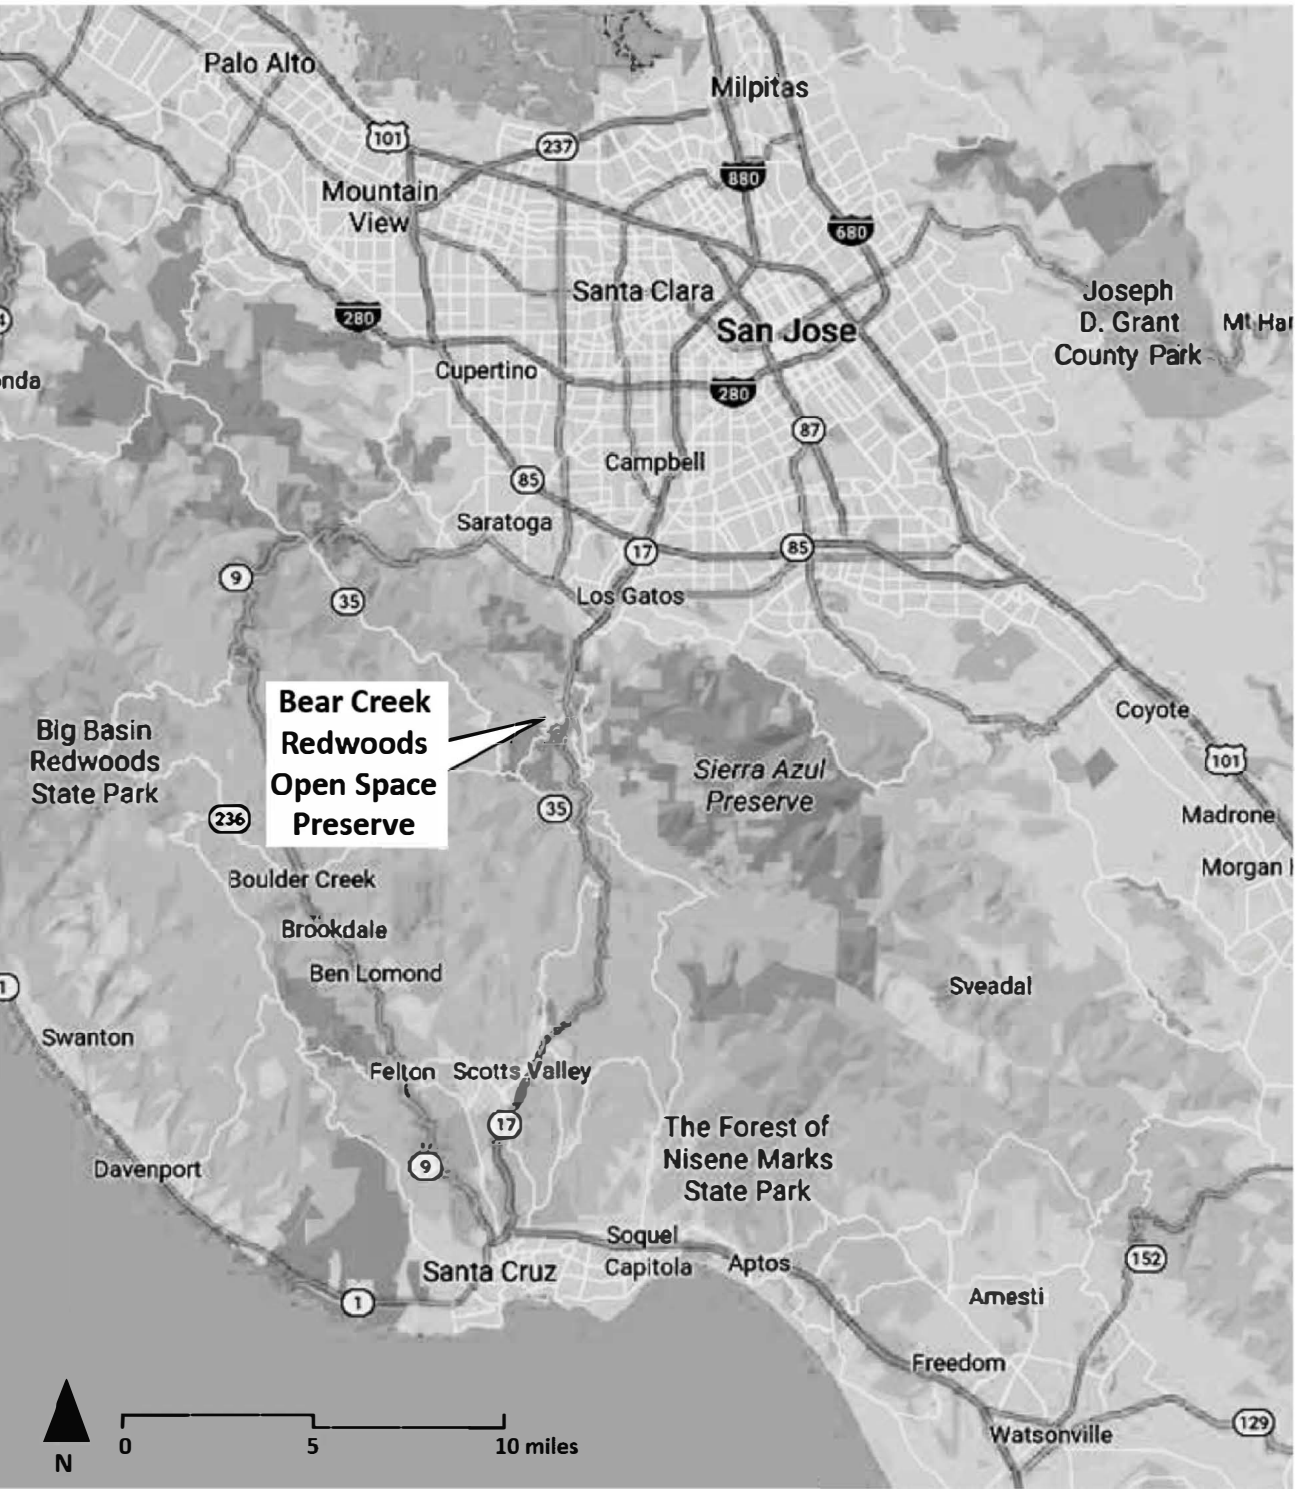 Palo Alto
Milpitas
101
237
880
Mountain
View
680
Santa Clara
Joseph
D. Grant
County Park
Mt Har
280
San Jose
Cupertino
280
87
Campbell
85
Saratoga
17
85
9
35
Los Gatos
Bear Creek
Redwoods
Open Space
Preserve
Big Basin
Redwoods
State Park
Coyote
101
Sierra Azul
Preserve
35
236
Madrone
Morgan
Boulder Creek
Brookdale
Ben Lomond
Sveadal
1
Swanton
Felton
Scotts Valley
17
The Forest of
Nisene Marks
State Park
9
Davenport
Soquel
Capitola
Aptos
152
Santa Cruz
1
Amesti
Freedom
129
Watsonville
N
0 5 10 miles